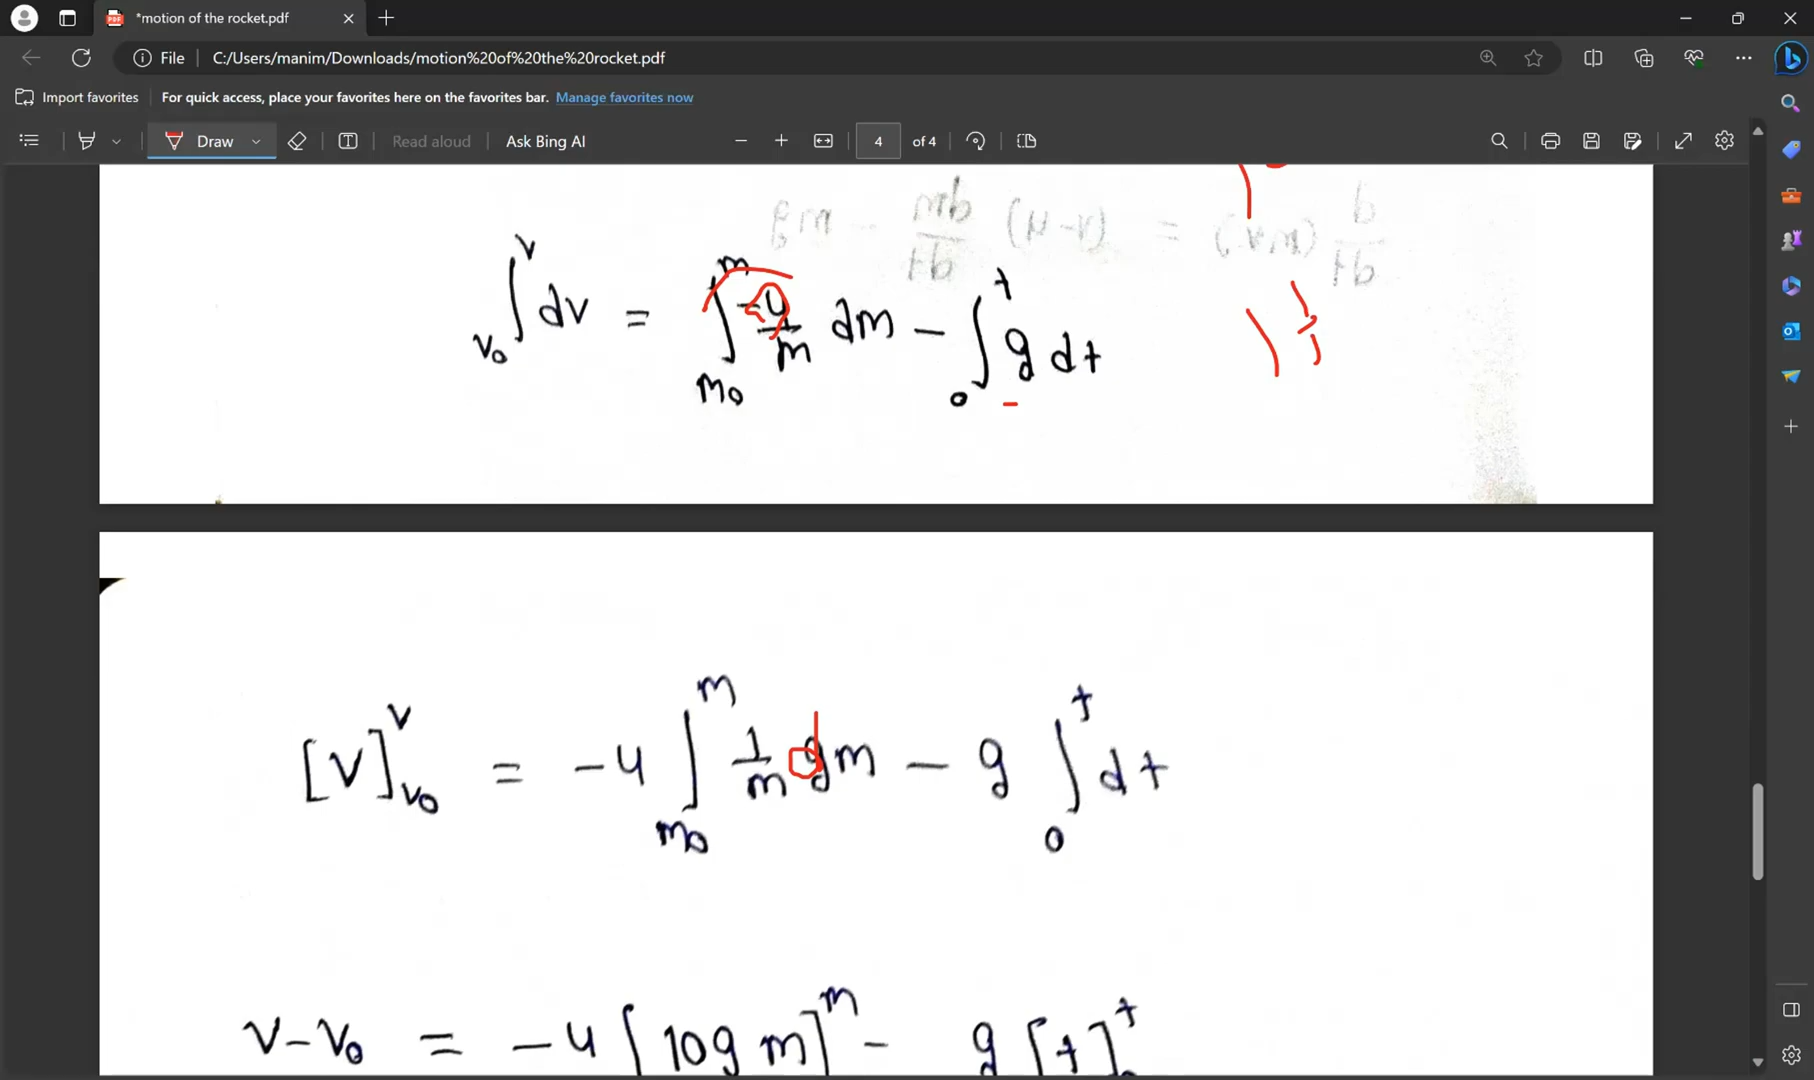 *motion of the rocket.pdf
File C:/Users/manim/Downloads/motion%20of%20the%20rocket.pdf
Import favorites For quick access, place your favorites here on the favorites bar. Manage favorites now
Draw Read aloud Ask Bing AI 4 of 4
∫_{v₀}^{v} dv = ∫_{m₀}^{m} -u/m dm - ∫_{0}^{t} g dt
[v]_{v₀}^{v} = -u ∫_{m₀}^{m} 1/m dm - g ∫_{0}^{t} dt
v-v₀ = -u [log m]^{m} - g [t]^{t}